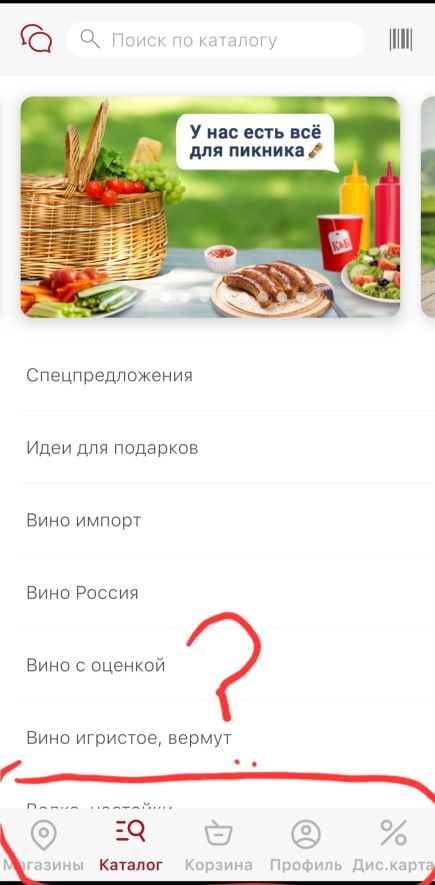 Поиск по каталогу
У нас есть всё
для пикника
К&Б
Спецпредложения
Идеи для подарков
Вино импорт
Вино Россия
Вино с оценкой
Вино игристое, вермут
?
Водка, настойки
Магазины
Каталог
Корзина
Профиль
Дис.карта